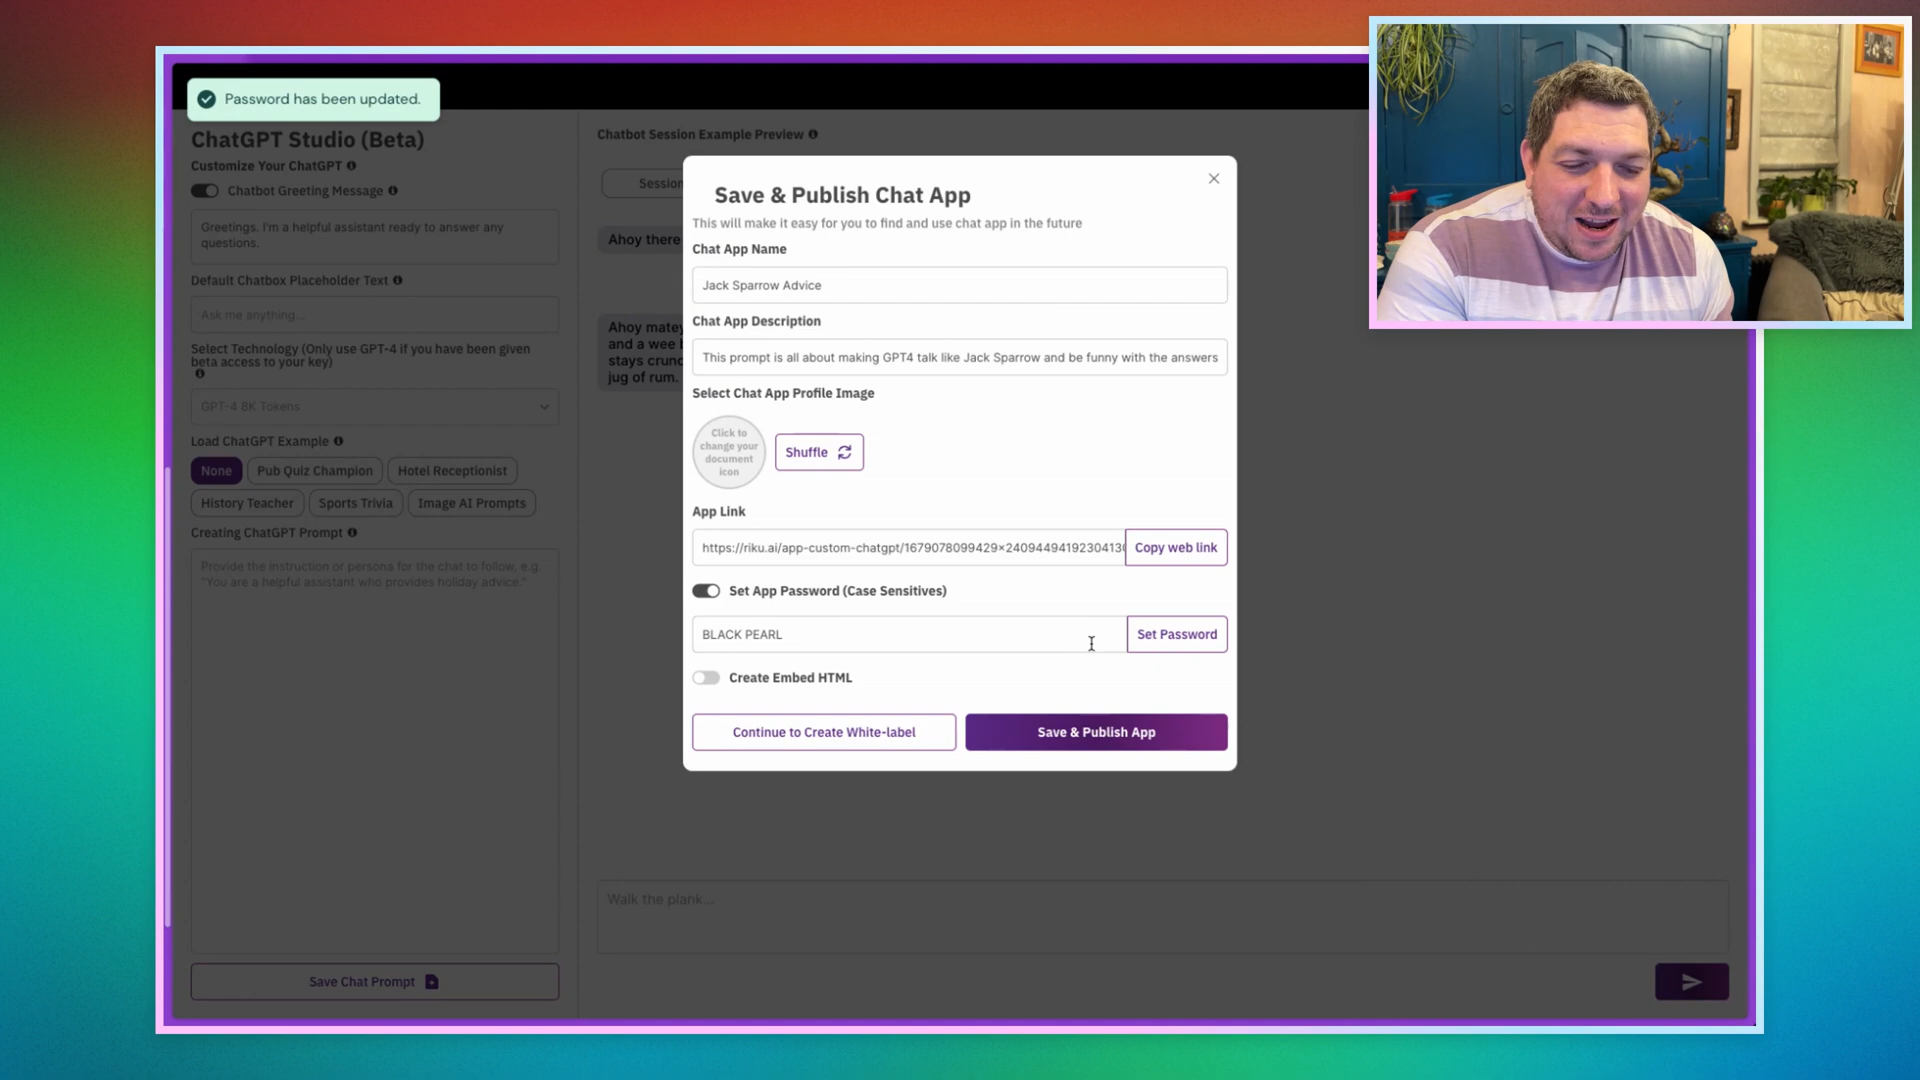 Password has been updated.
ChatGPT Studio (Beta)
Customize Your ChatGPT
Chatbot Greeting Message
Greetings. I'm a helpful assistant ready to answer any
questions.
Default Chatbox Placeholder Text
Ask me anything...
Select Technology (Only use GPT-4 if you have been given
beta access to your key)
GPT-4 8K Tokens
Load ChatGPT Example
None
Pub Quiz Champion
Hotel Receptionist
History Teacher
Sports Trivia
Image AI Prompts
Creating ChatGPT Prompt
Provide the instruction or persona for the chat to follow, e.g.
"You are a helpful assistant who provides holiday advice."
Save Chat Prompt
Chatbot Session Example Preview
Session
Ahoy there
Ahoy matey
and a wee
stays crunc
jug of rum.
Save & Publish Chat App
This will make it easy for you to find and use chat app in the future
Chat App Name
Jack Sparrow Advice
Chat App Description
This prompt is all about making GPT4 talk like Jack Sparrow and be funny with the answers
Select Chat App Profile Image
Click to
change your
document
icon
Shuffle
App Link
https://riku.ai/app-custom-chatgpt/1679078099429×2409449419230413
Copy web link
Set App Password (Case Sensitives)
BLACK PEARL
Set Password
Create Embed HTML
Continue to Create White-label
Save & Publish App
Walk the plank...